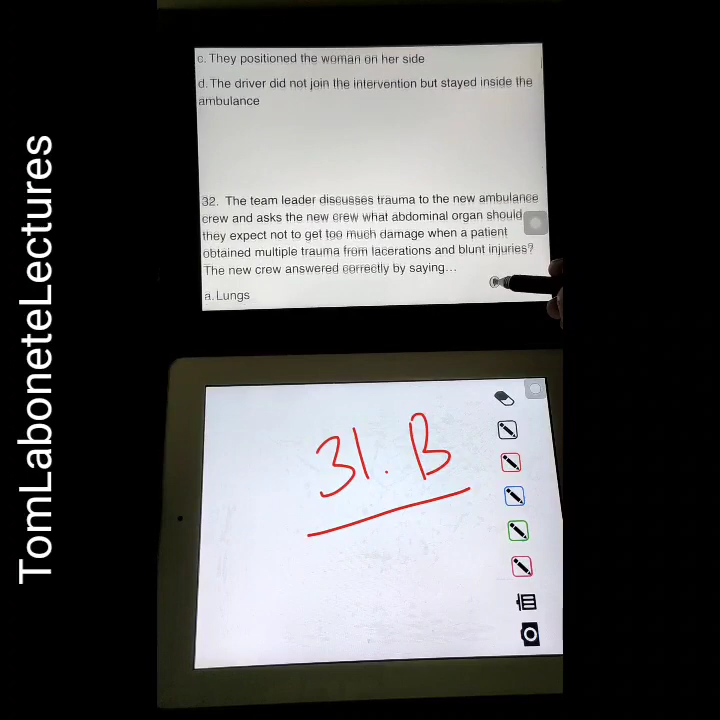 TomLaboneteLectures
c. They positioned the woman on her side
d. The driver did not join the intervention but stayed inside the
ambulance
32. The team leader discusses trauma to the new ambulance
crew and asks the new crew what abdominal organ should
they expect not to get too much damage when a patient
obtained multiple trauma from lacerations and blunt injuries?
The new crew answered correctly by saying...
a. Lungs
31. B